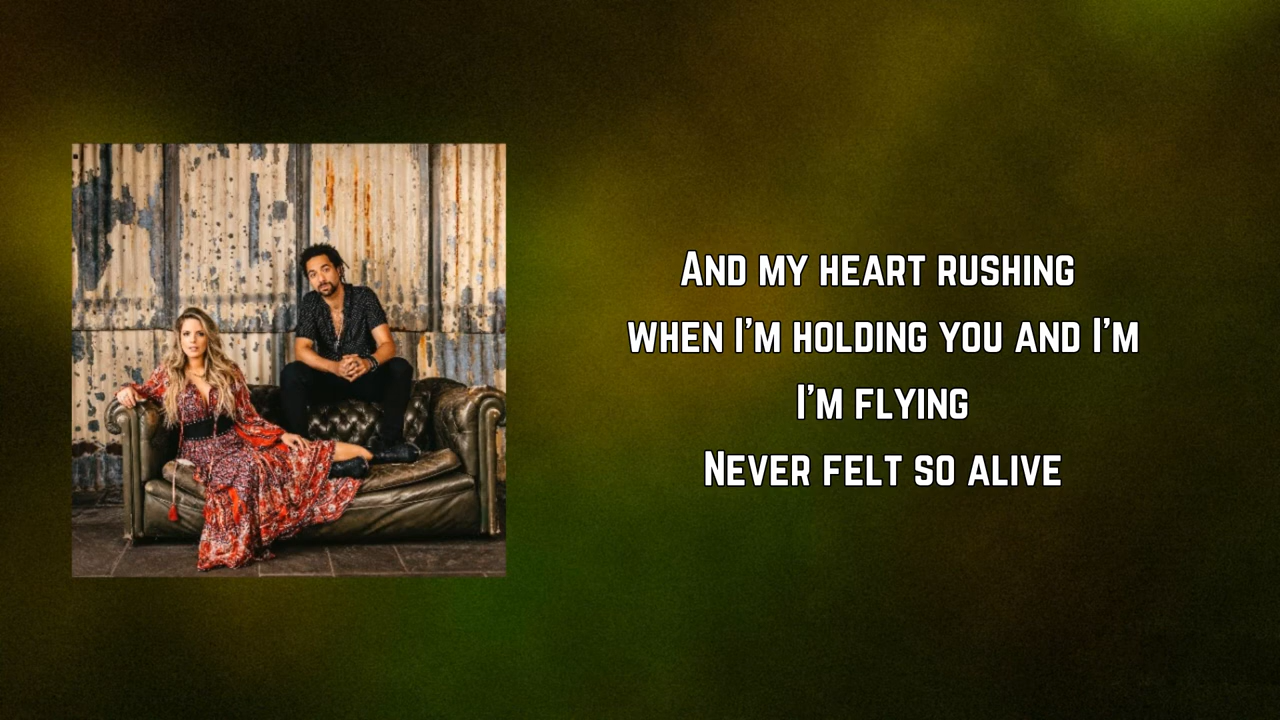 And my heart rushing
when I'm holding you and I'm
I'm flying
Never felt so alive